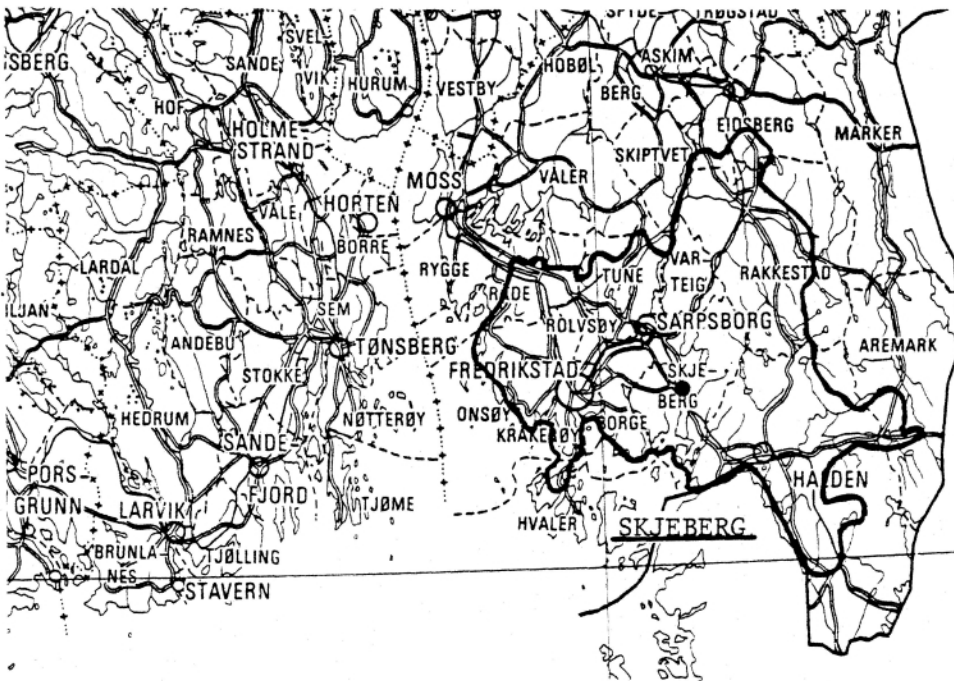 SVEL-
VIK
SPYDE
TRØGSTAD
SBERG
SANDE
HURUM
VESTBY
HOBØL
ASKIM
BERG
HOF
EIDSBERG
MARKER
HOLME-
STRAND
SKIPTVET
MOSS
VÅLER
VÅLE
HORTEN
BORRE
RAMNES
LARDAL
RYGGE
RÅDE
TUNE
VAR-
TEIG
RAKKESTAD
ILJAN
SEM
ROLVSØY
SARPSBORG
ANDEBU
TØNSBERG
AREMARK
STOKKE
FREDRIKSTAD
SKJE-
BERG
HEDRUM
NØTTERØY
ONSØY
KRÅKERØY
BORGE
SANDE-
FJORD
PORS-
GRUNN
LARVIK
TJØME
HVALER
HALDEN
SKJEBERG
BRUNLA-
NES
TJØLLING
STAVERN